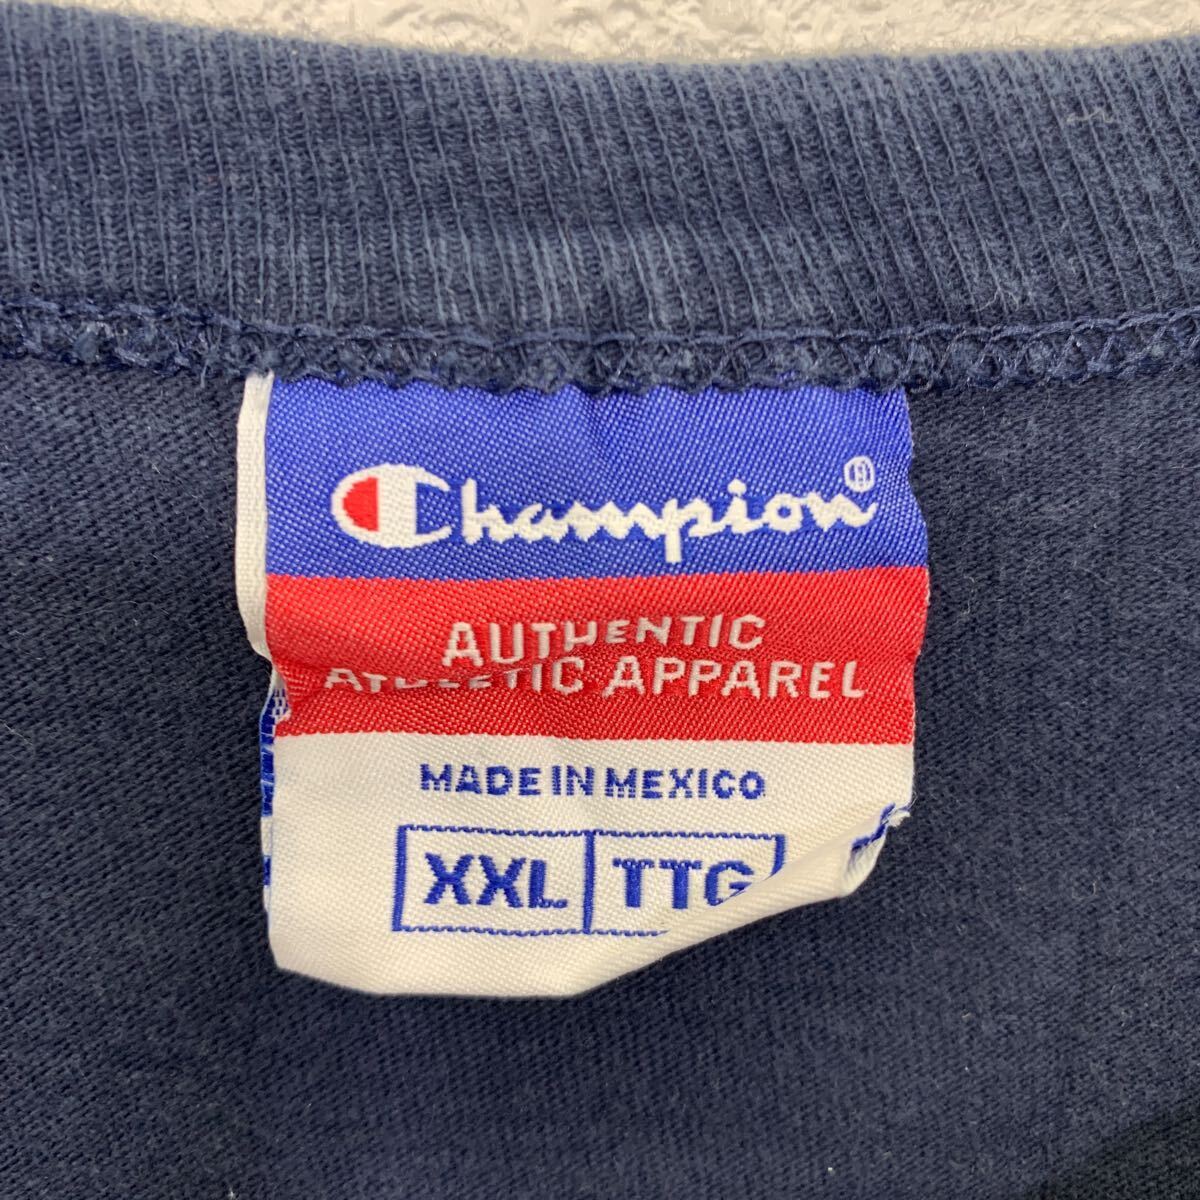 Champion®
AUTHENTIC
ATHLETIC APPAREL
MADE IN MEXICO
XXL TTG